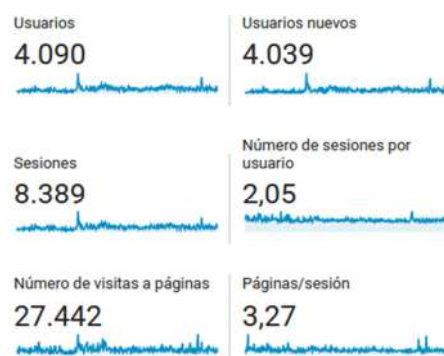 Usuarios
4.090
Usuarios nuevos
4.039
Sesiones
8.389
Número de sesiones por
usuario
2,05
Número de visitas a páginas
27.442
Páginas/sesión
3,27